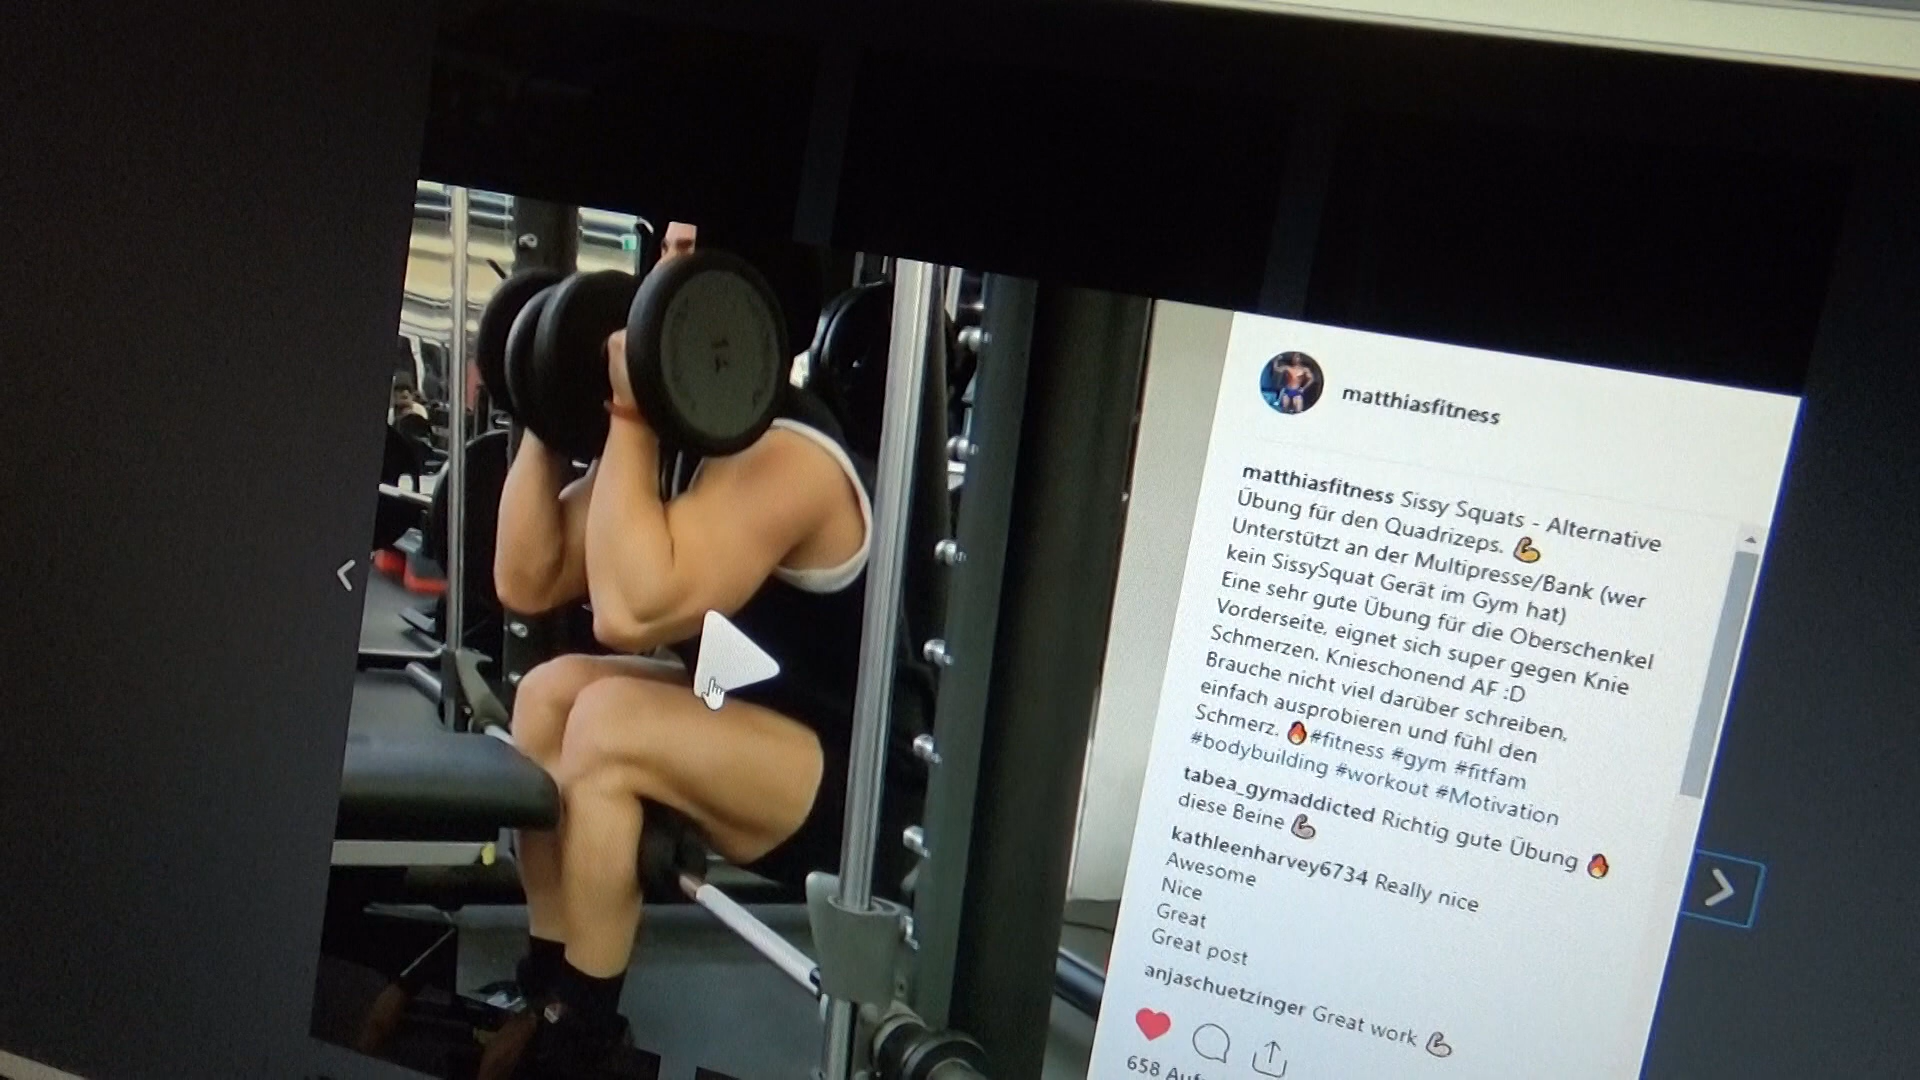 14
matthiasfitness
matthiasfitness Sissy Squats - Alternative
Übung für den Quadrizeps. 💪
Unterstützt an der Multipresse/Bank (wer
kein SissySquat Gerät im Gym hat)
Eine sehr gute Übung für die Oberschenkel
Vorderseite, eignet sich super gegen Knie
Schmerzen. Knieschonend AF :D
Brauche nicht viel darüber schreiben,
einfach ausprobieren und fühl den
Schmerz. 🔥#fitness #gym #fitfam
#bodybuilding #workout #Motivation
tabea_gymaddicted Richtig gute Übung 🔥
diese Beine 💪
kathleenharvey6734 Really nice
Awesome
Nice
Great
Great post
anjaschuetzinger Great work 💪
658